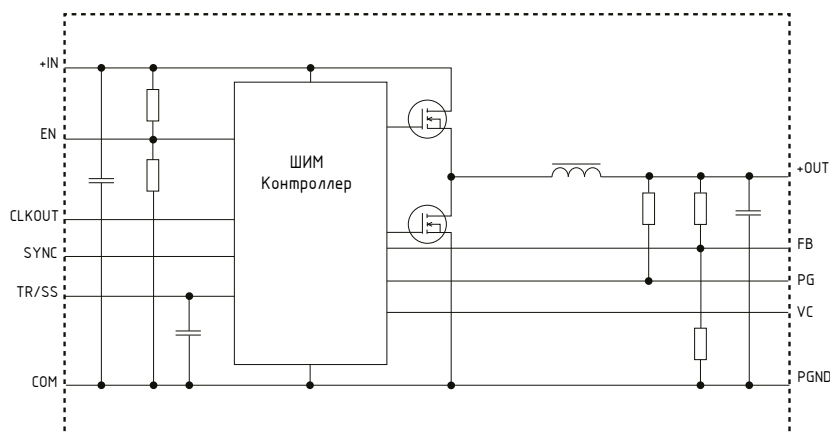 +IN
EN
CLKOUT
SYNC
TR/SS
COM
ШИМ
Контроллер
+OUT
FB
PG
VC
PGND